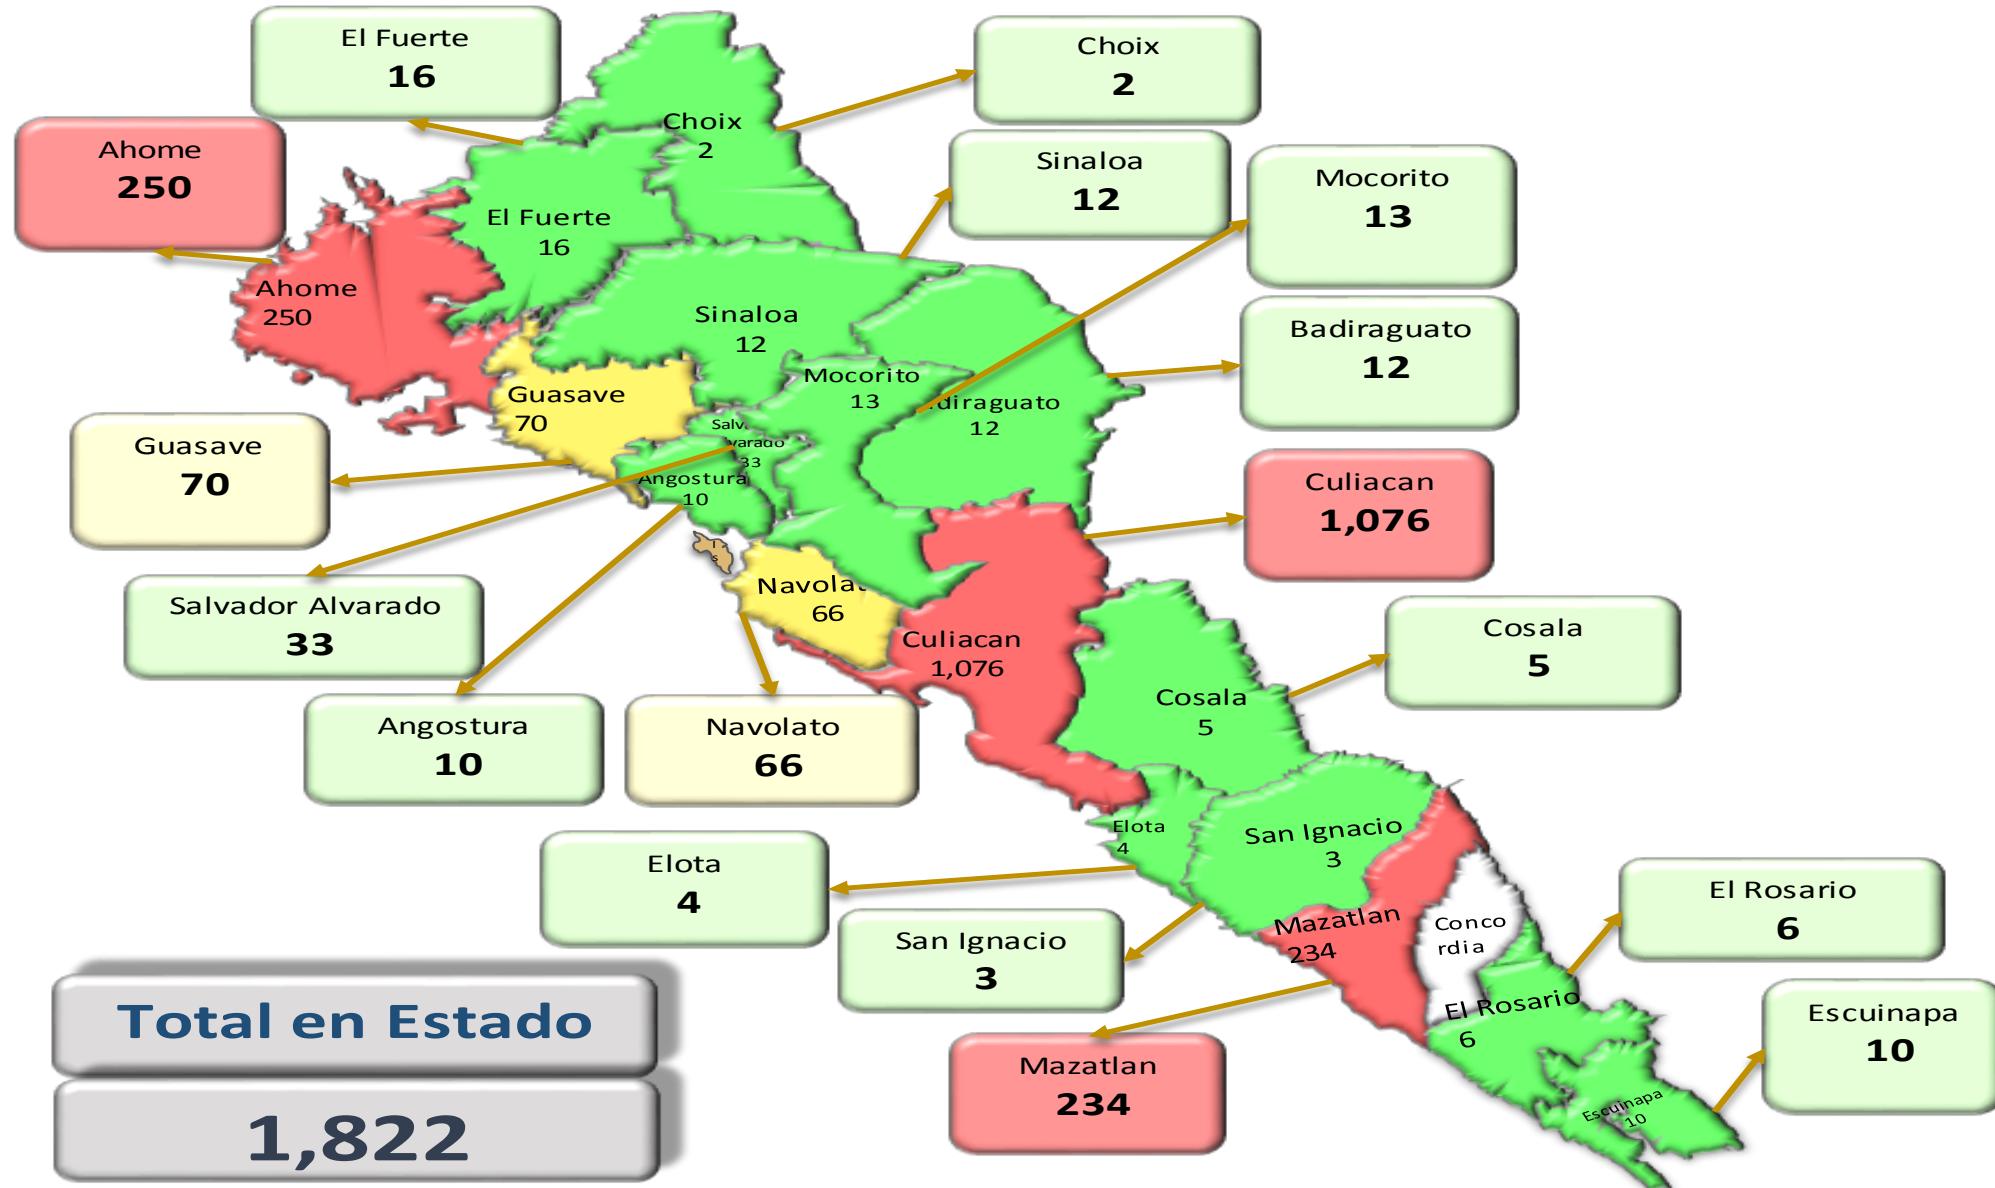 El Fuerte
16
Choix
2
Ahome
250
Sinaloa
12
Mocorito
13
Badiraguato
12
Guasave
70
Culiacan
1,076
Salvador Alvarado
33
Cosala
5
Angostura
10
Navolato
66
Elota
4
San Ignacio
3
El Rosario
6
Mazatlan
234
Escuinapa
10
Choix
2
El Fuerte
16
Ahome
250
Sinaloa
12
Mocorito
13
diraguato
12
Guasave
70
Salv
varado
33
Angostura
10
Navolat
66
Culiacan
1,076
Cosala
5
Elota
4
San Ignacio
3
Mazatlan
234
Conco
rdia
El Rosario
6
Escuinapa
10
Total en Estado
1,822